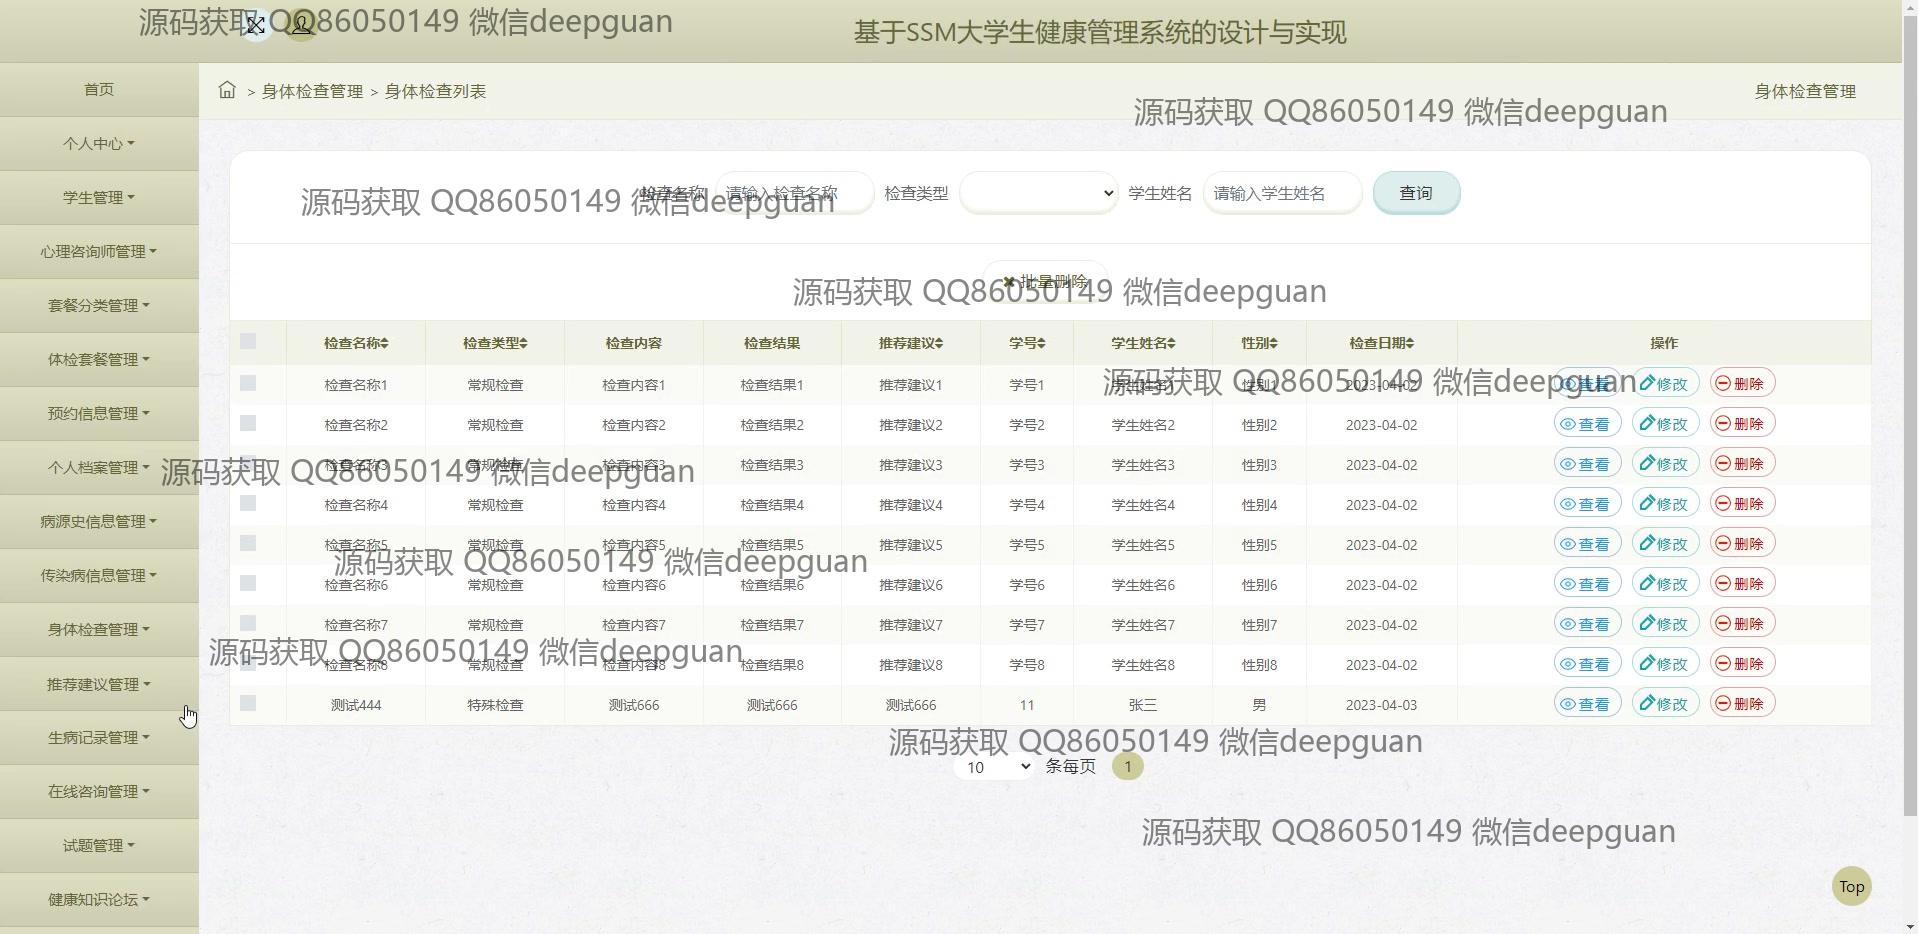 源码获取 QQ86050149 微信deepguan
基于SSM大学生健康管理系统的设计与实现
首页
个人中心
学生管理
心理咨询师管理
套餐分类管理
体检套餐管理
预约信息管理
个人档案管理
病源史信息管理
传染病信息管理
身体检查管理
推荐建议管理
生病记录管理
在线咨询管理
试题管理
健康知识论坛
> 身体检查管理 > 身体检查列表
身体检查管理
源码获取 QQ86050149 微信deepguan
检查名称 请输入检查名称 检查类型 学生姓名 请输入学生姓名 查询
源码获取 QQ86050149 微信deepguan
批量删除
源码获取 QQ86050149 微信deepguan
检查名称 检查类型 检查内容 检查结果 推荐建议 学号 学生姓名 性别 检查日期 操作
检查名称1 常规检查 检查内容1 检查结果1 推荐建议1 学号1 学生姓名1 性别1 2023-04-02 查看 修改 删除
源码获取 QQ86050149 微信deepguan
检查名称2 常规检查 检查内容2 检查结果2 推荐建议2 学号2 学生姓名2 性别2 2023-04-02 查看 修改 删除
检查名称3 常规检查 检查内容3 检查结果3 推荐建议3 学号3 学生姓名3 性别3 2023-04-02 查看 修改 删除
源码获取 QQ86050149 微信deepguan
检查名称4 常规检查 检查内容4 检查结果4 推荐建议4 学号4 学生姓名4 性别4 2023-04-02 查看 修改 删除
检查名称5 常规检查 检查内容5 检查结果5 推荐建议5 学号5 学生姓名5 性别5 2023-04-02 查看 修改 删除
源码获取 QQ86050149 微信deepguan
检查名称6 常规检查 检查内容6 检查结果6 推荐建议6 学号6 学生姓名6 性别6 2023-04-02 查看 修改 删除
检查名称7 常规检查 检查内容7 检查结果7 推荐建议7 学号7 学生姓名7 性别7 2023-04-02 查看 修改 删除
源码获取 QQ86050149 微信deepguan
检查名称8 常规检查 检查内容8 检查结果8 推荐建议8 学号8 学生姓名8 性别8 2023-04-02 查看 修改 删除
测试444 特殊检查 测试666 测试666 测试666 11 张三 男 2023-04-03 查看 修改 删除
源码获取 QQ86050149 微信deepguan
10 条每页 1
源码获取 QQ86050149 微信deepguan
Top